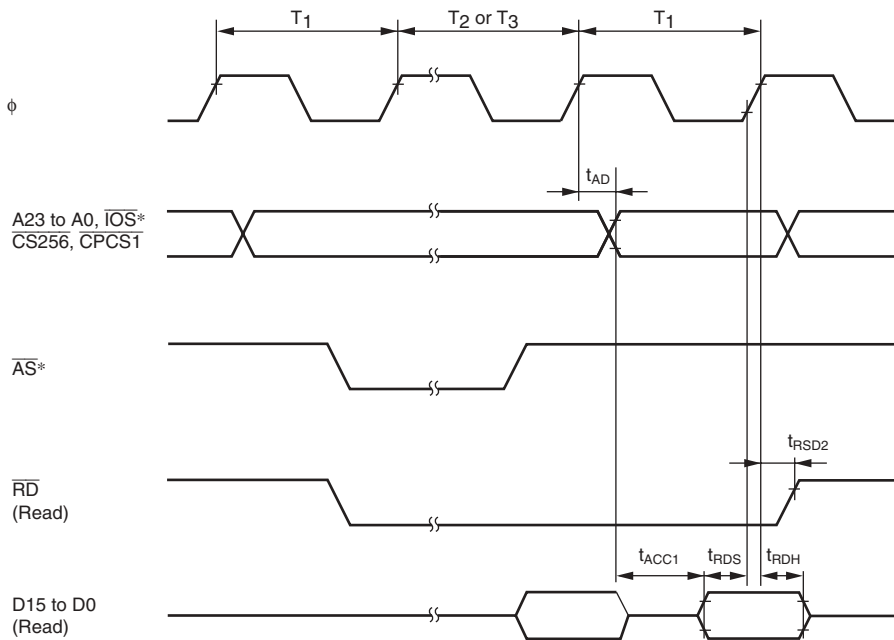 T1 T2 or T3 T1
ϕ
tAD
A23 to A0, IOS*
CS256, CPCS1
AS*
tRSD2
RD
(Read)
tACC1 tRDS tRDH
D15 to D0
(Read)